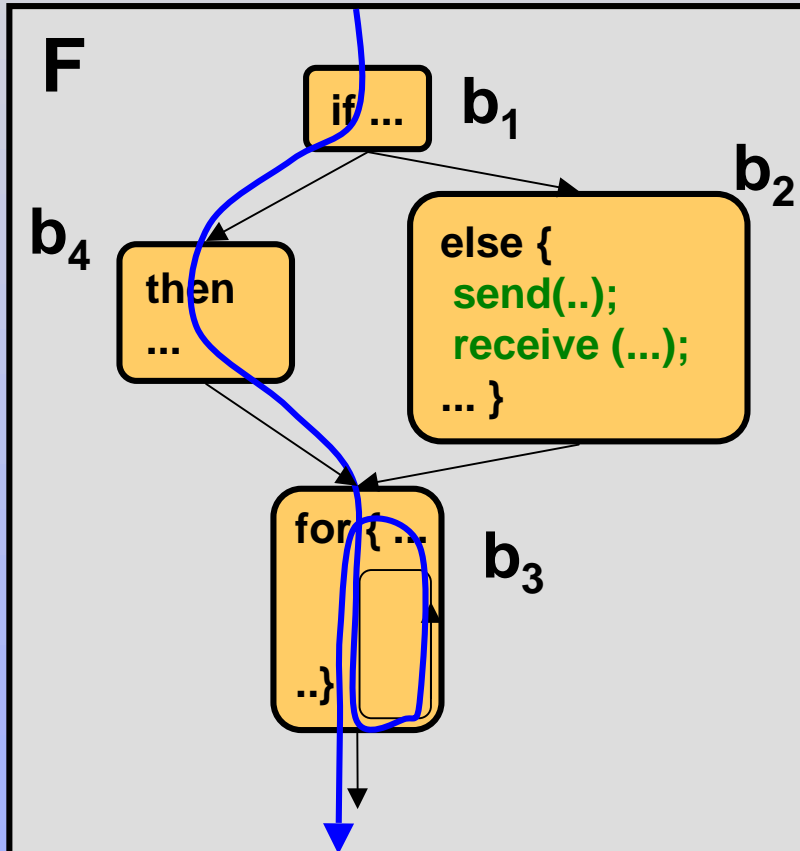 F
if ...
b1
b2
b4
then
...
else {
send(..);
receive (...);
... }
for { ...
..}
b3